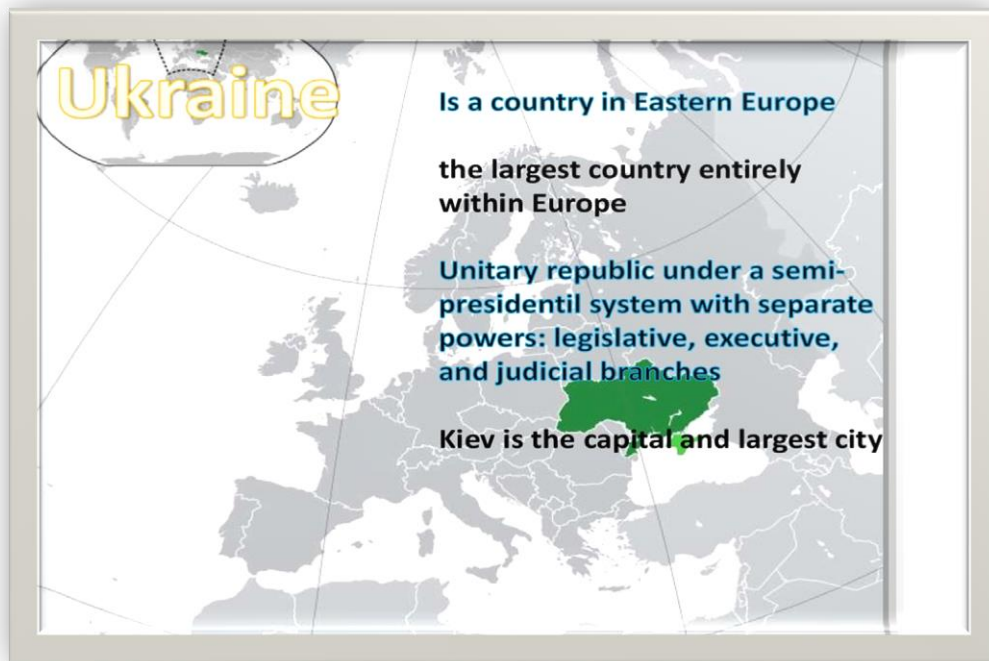 Ukraine
Is a country in Eastern Europe
the largest country entirely
within Europe
Unitary republic under a semi-
presidentil system with separate
powers: legislative, executive,
and judicial branches
Kiev is the capital and largest city